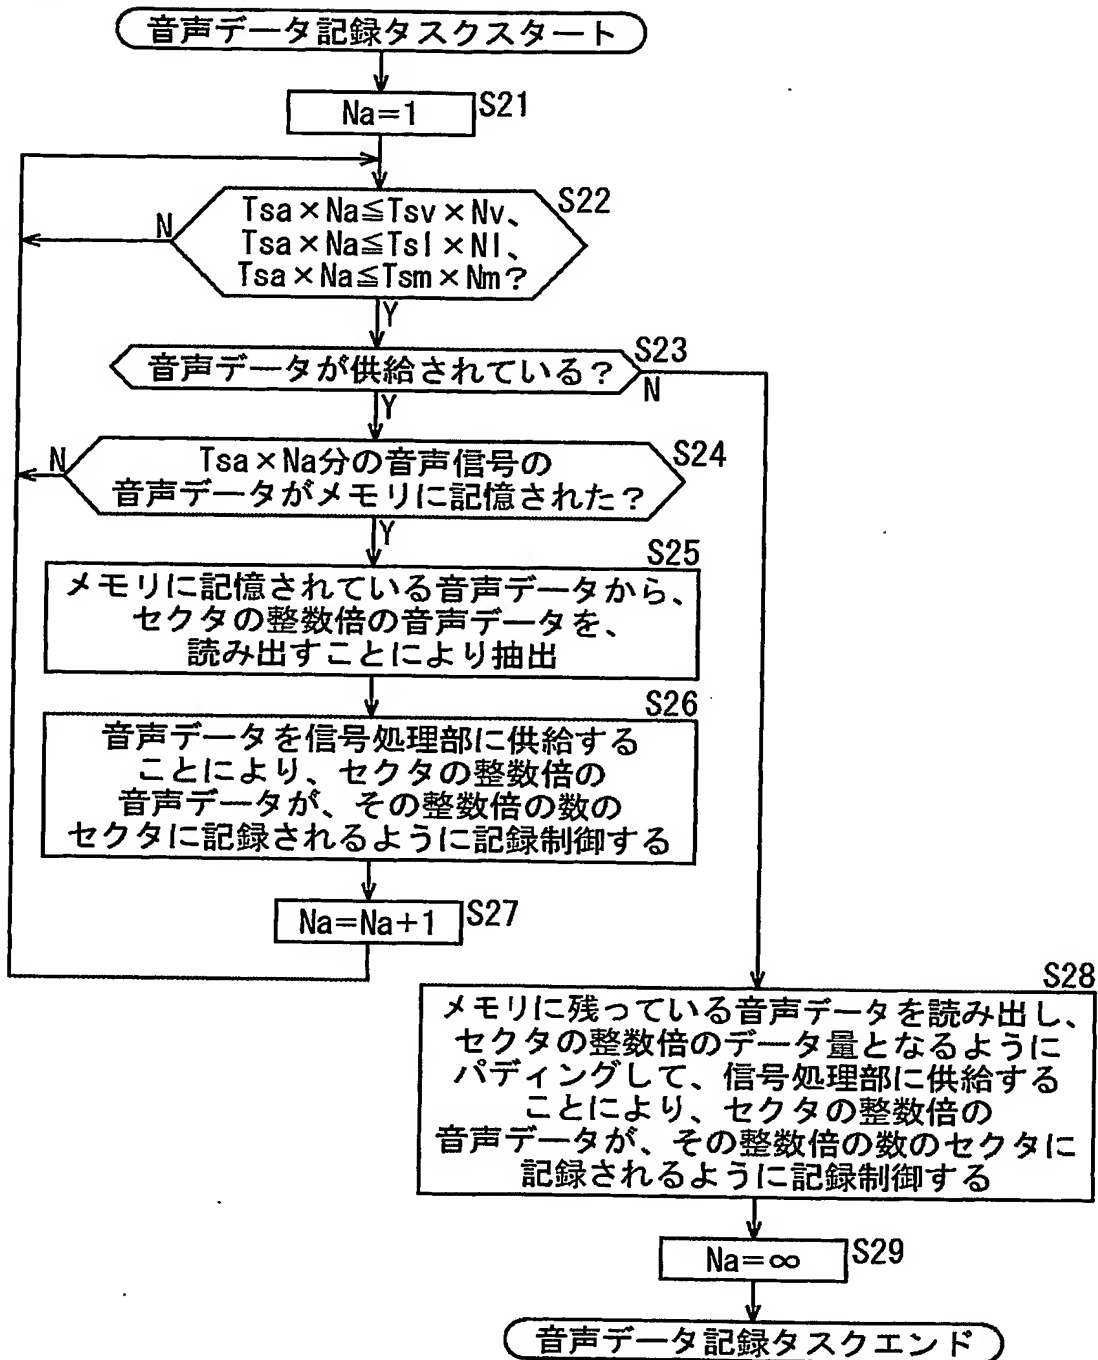 音声データ記録タスクスタート
Na=1
S21
Tsa×Na≦Tsv×Nv、
Tsa×Na≦Tsl×Nl、
Tsa×Na≦Tsm×Nm?
S22
N
Y
音声データが供給されている?
S23
N
Y
Tsa×Na分の音声信号の
音声データがメモリに記憶された?
S24
N
Y
S25
メモリに記憶されている音声データから、
セクタの整数倍の音声データを、
読み出すことにより抽出
S26
音声データを信号処理部に供給する
ことにより、セクタの整数倍の
音声データが、その整数倍の数の
セクタに記録されるように記録制御する
Na=Na+1
S27
S28
メモリに残っている音声データを読み出し、
セクタの整数倍のデータ量となるように
パディングして、信号処理部に供給する
ことにより、セクタの整数倍の
音声データが、その整数倍の数のセクタに
記録されるように記録制御する
Na=∞
S29
音声データ記録タスクエンド